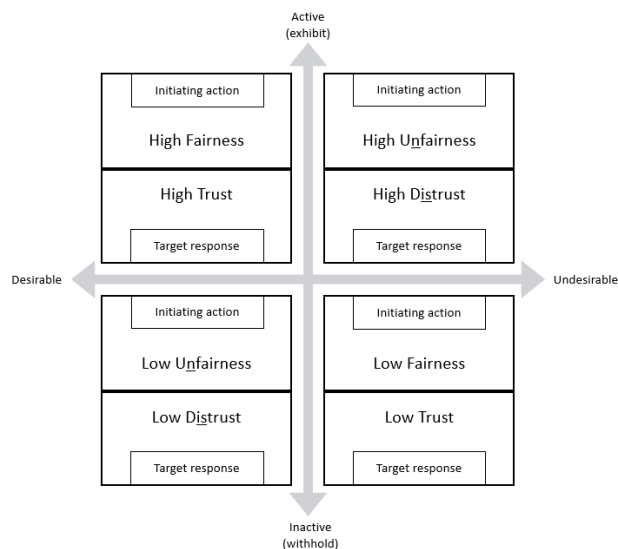 Active
(exhibit)
Initiating action
High Fairness
High Trust
Target response
Initiating action
High Unfairness
High Distrust
Target response
Desirable
Undesirable
Initiating action
Low Unfairness
Low Distrust
Target response
Initiating action
Low Fairness
Low Trust
Target response
Inactive
(withhold)